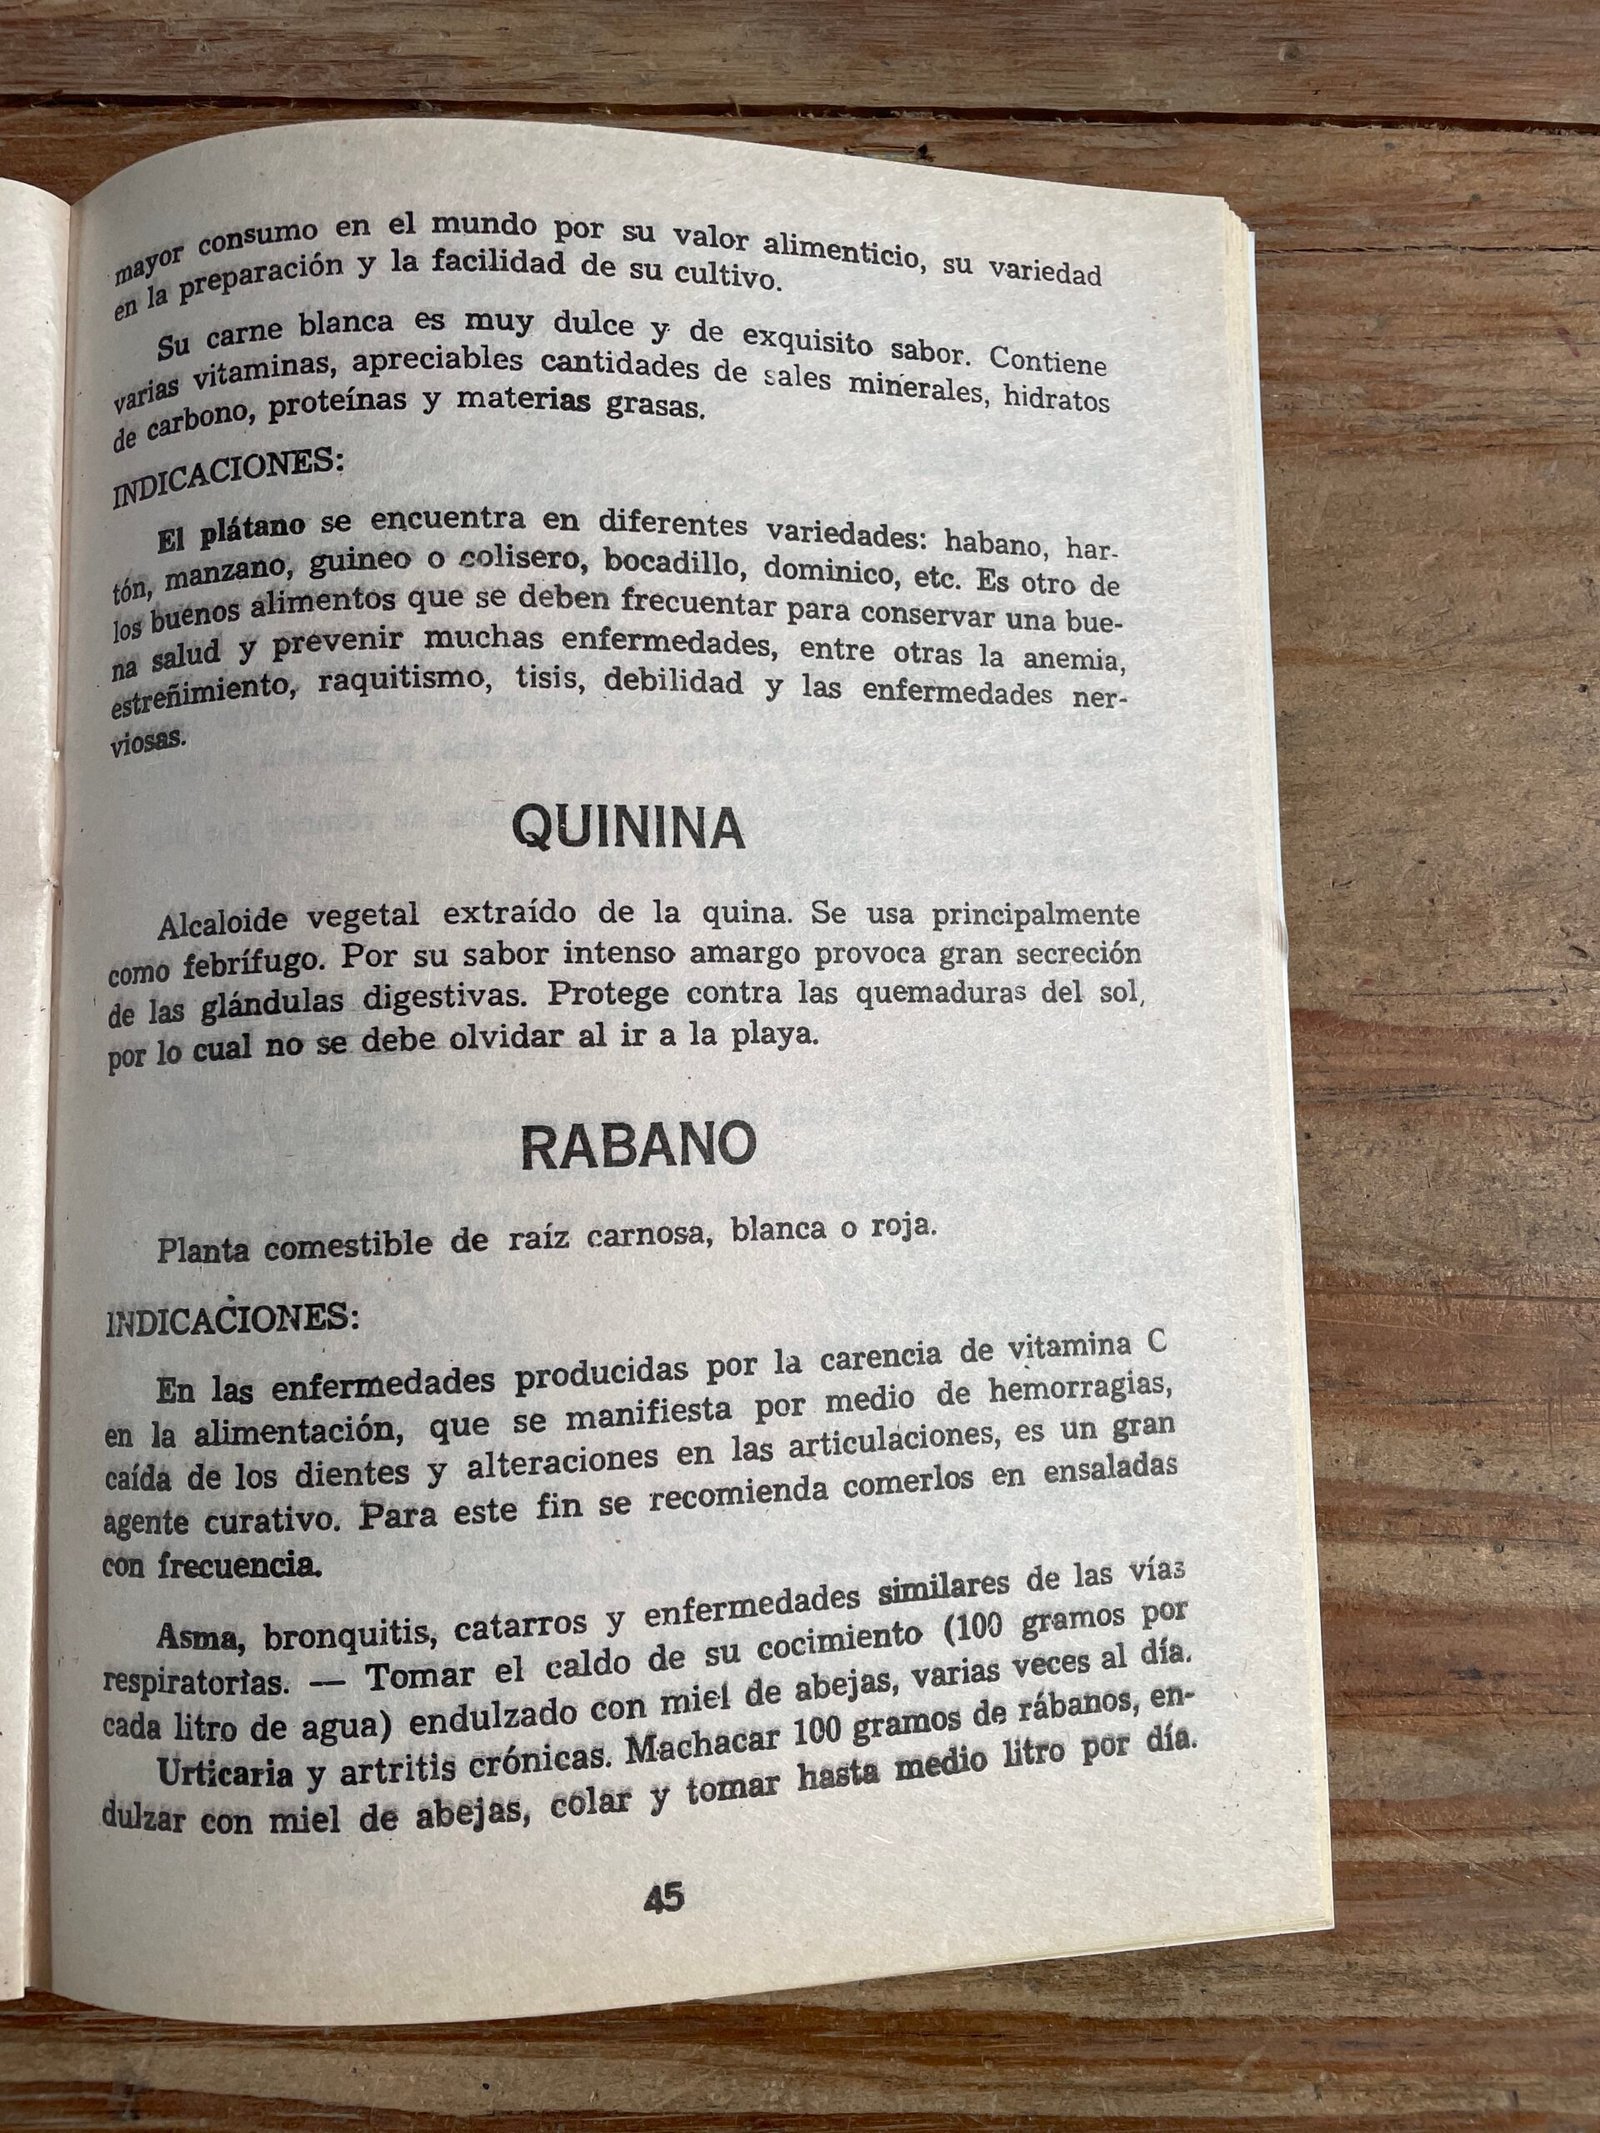 mayor consumo en el mundo por su valor alimenticio, su variedad
en la preparación y la facilidad de su cultivo.
Su carne blanca es muy dulce y de exquisito sabor. Contiene
varias vitaminas, apreciables cantidades de sales minerales, hidratos
de carbono, proteínas y materias grasas.
INDICACIONES:
El plátano se encuentra en diferentes variedades: habano, har-
tón, manzano, guineo o colisero, bocadillo, dominico, etc. Es otro de
los buenos alimentos que se deben frecuentar para conservar una bue-
na salud y prevenir muchas enfermedades, entre otras la anemia,
estreñimiento, raquitismo, tisis, debilidad y las enfermedades ner-
viosas.
QUININA
Alcaloide vegetal extraído de la quina. Se usa principalmente
como febrífugo. Por su sabor intenso amargo provoca gran secreción
de las glándulas digestivas. Protege contra las quemaduras del sol,
por lo cual no se debe olvidar al ir a la playa.
RABANO
Planta comestible de raíz carnosa, blanca o roja.
INDICACIONES:
En las enfermedades producidas por la carencia de vitamina C
en la alimentación, que se manifiesta por medio de hemorragias,
caída de los dientes y alteraciones en las articulaciones, es un gran
agente curativo. Para este fin se recomienda comerlos en ensaladas
con frecuencia.
Asma, bronquitis, catarros y enfermedades similares de las vías
respiratorias. — Tomar el caldo de su cocimiento (100 gramos por
cada litro de agua) endulzado con miel de abejas, varias veces al día.
Urticaria y artritis crónicas. Machacar 100 gramos de rábanos, en-
dulzar con miel de abejas, colar y tomar hasta medio litro por día.
45